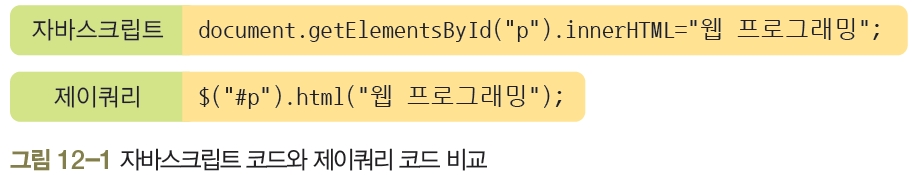 자바스크립트 document.getElementsById("p").innerHTML="웹 프로그래밍";
제이쿼리 $("#p").html("웹 프로그래밍");
그림 12-1 자바스크립트 코드와 제이쿼리 코드 비교